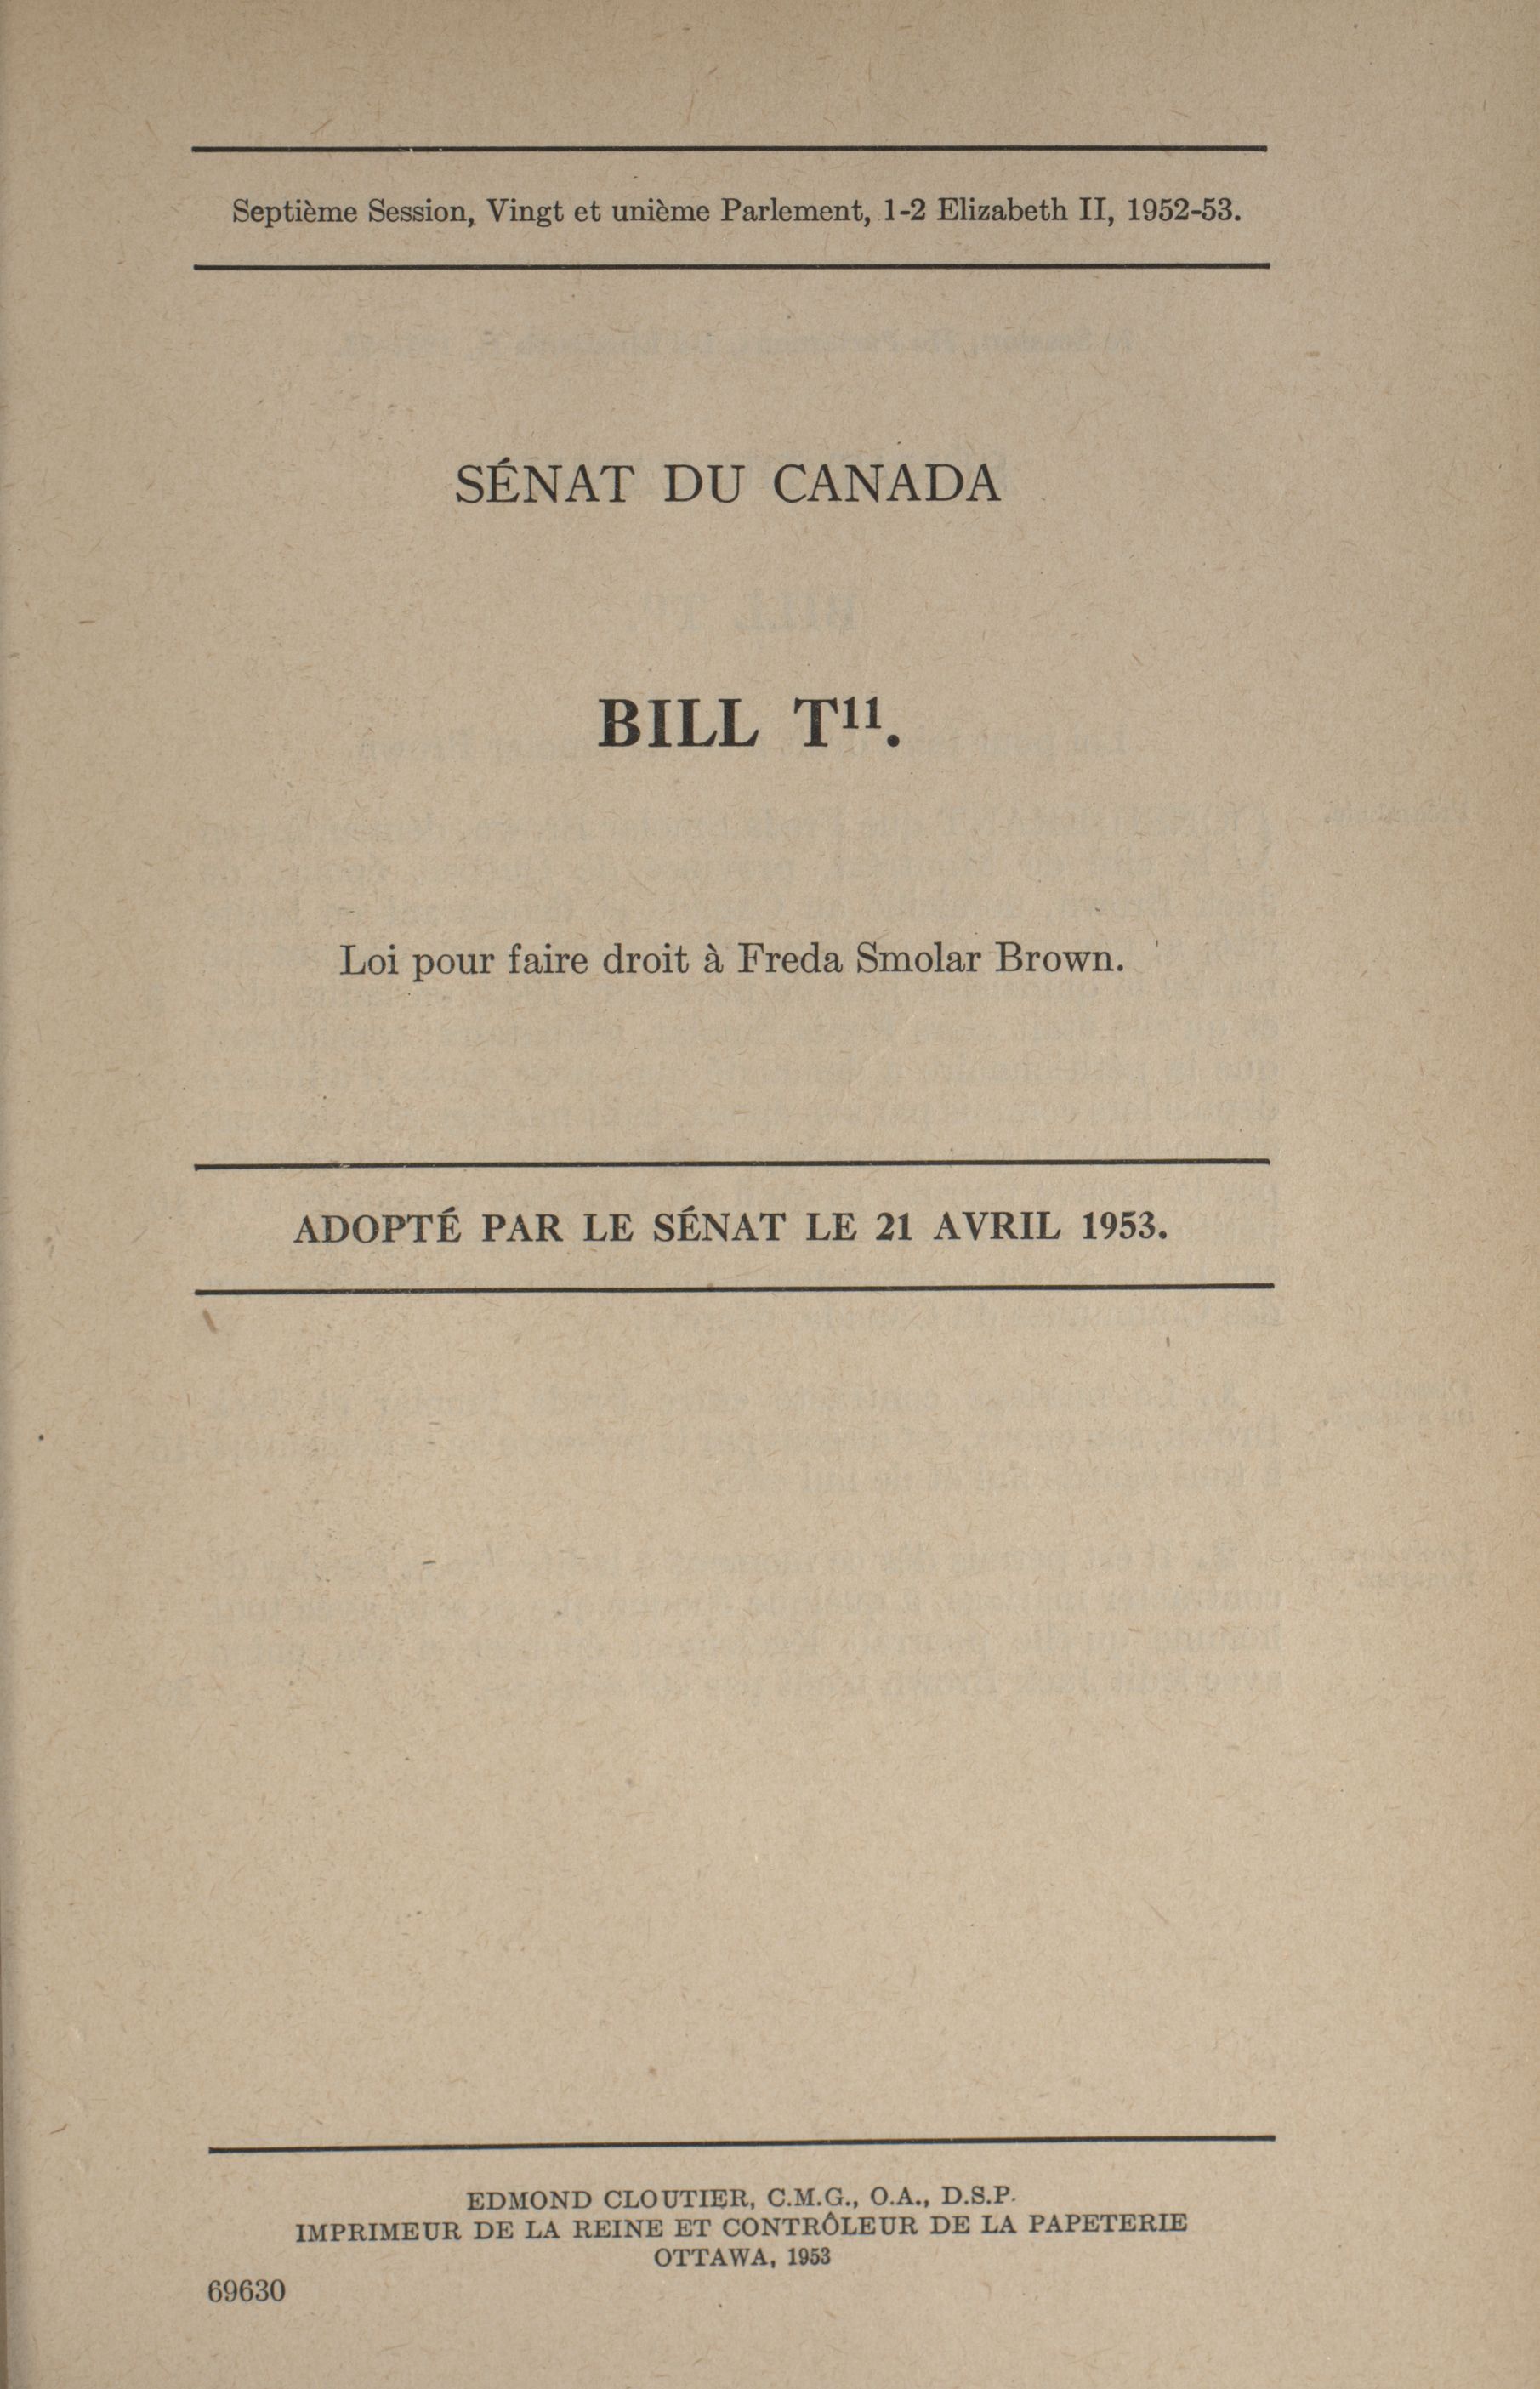 Septième Session, Vingt et unième Parlement, 1-2 Elizabeth II, 1952-53.
SÉNAT DU CANADA
BILL T¹¹.
Loi pour faire droit à Freda Smolar Brown.
ADOPTÉ PAR LE SÉNAT LE 21 AVRIL 1953.
EDMOND CLOUTIER, C.M.G., O.A., D.S.P.
IMPRIMEUR DE LA REINE ET CONTRÔLEUR DE LA PAPETERIE
OTTAWA, 1953
69630